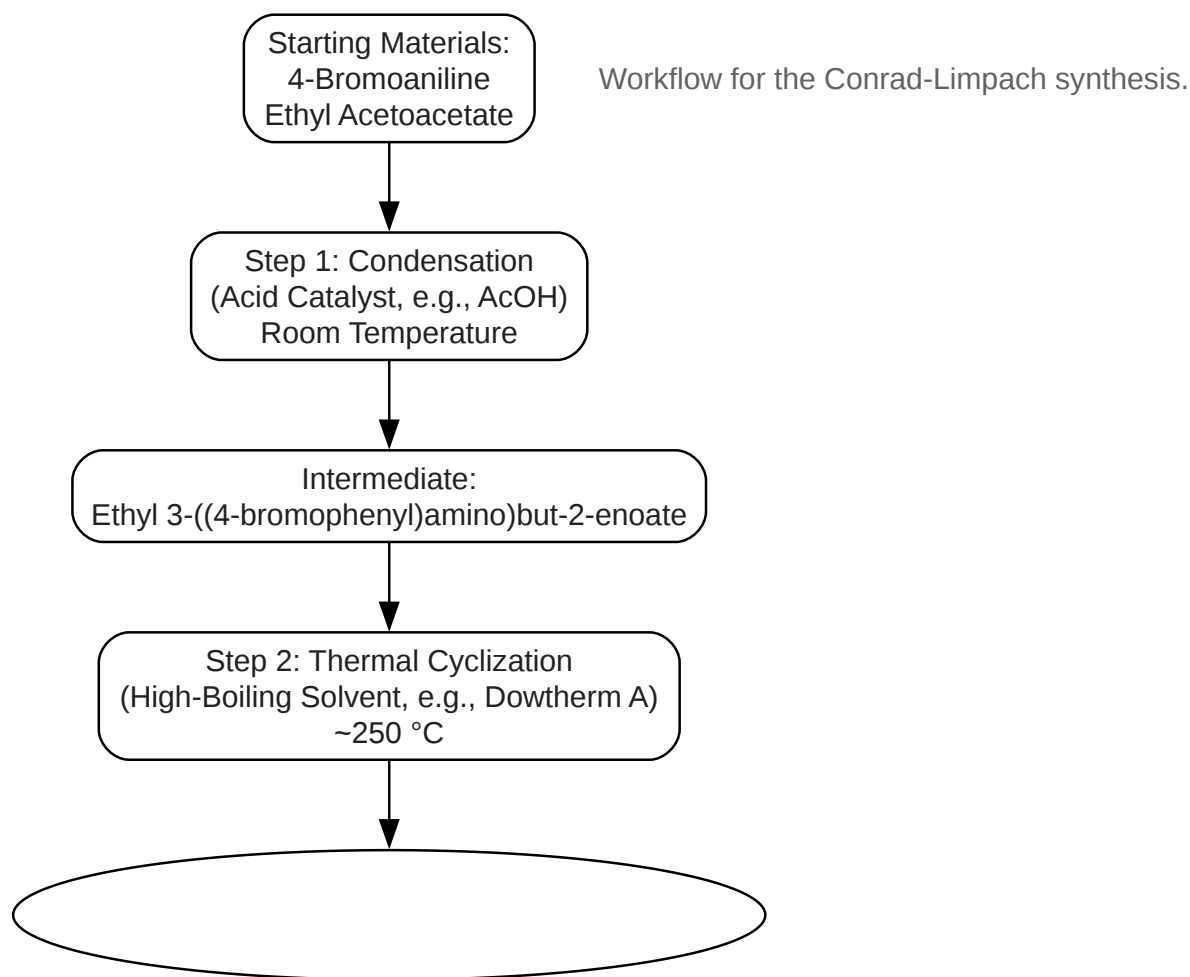 Starting Materials:
4-Bromoaniline
Ethyl Acetoacetate
Workflow for the Conrad-Limpach synthesis.
Step 1: Condensation
(Acid Catalyst, e.g., AcOH)
Room Temperature
Intermediate:
Ethyl 3-((4-bromophenyl)amino)but-2-enoate
Step 2: Thermal Cyclization
(High-Boiling Solvent, e.g., Dowtherm A)
~250 °C